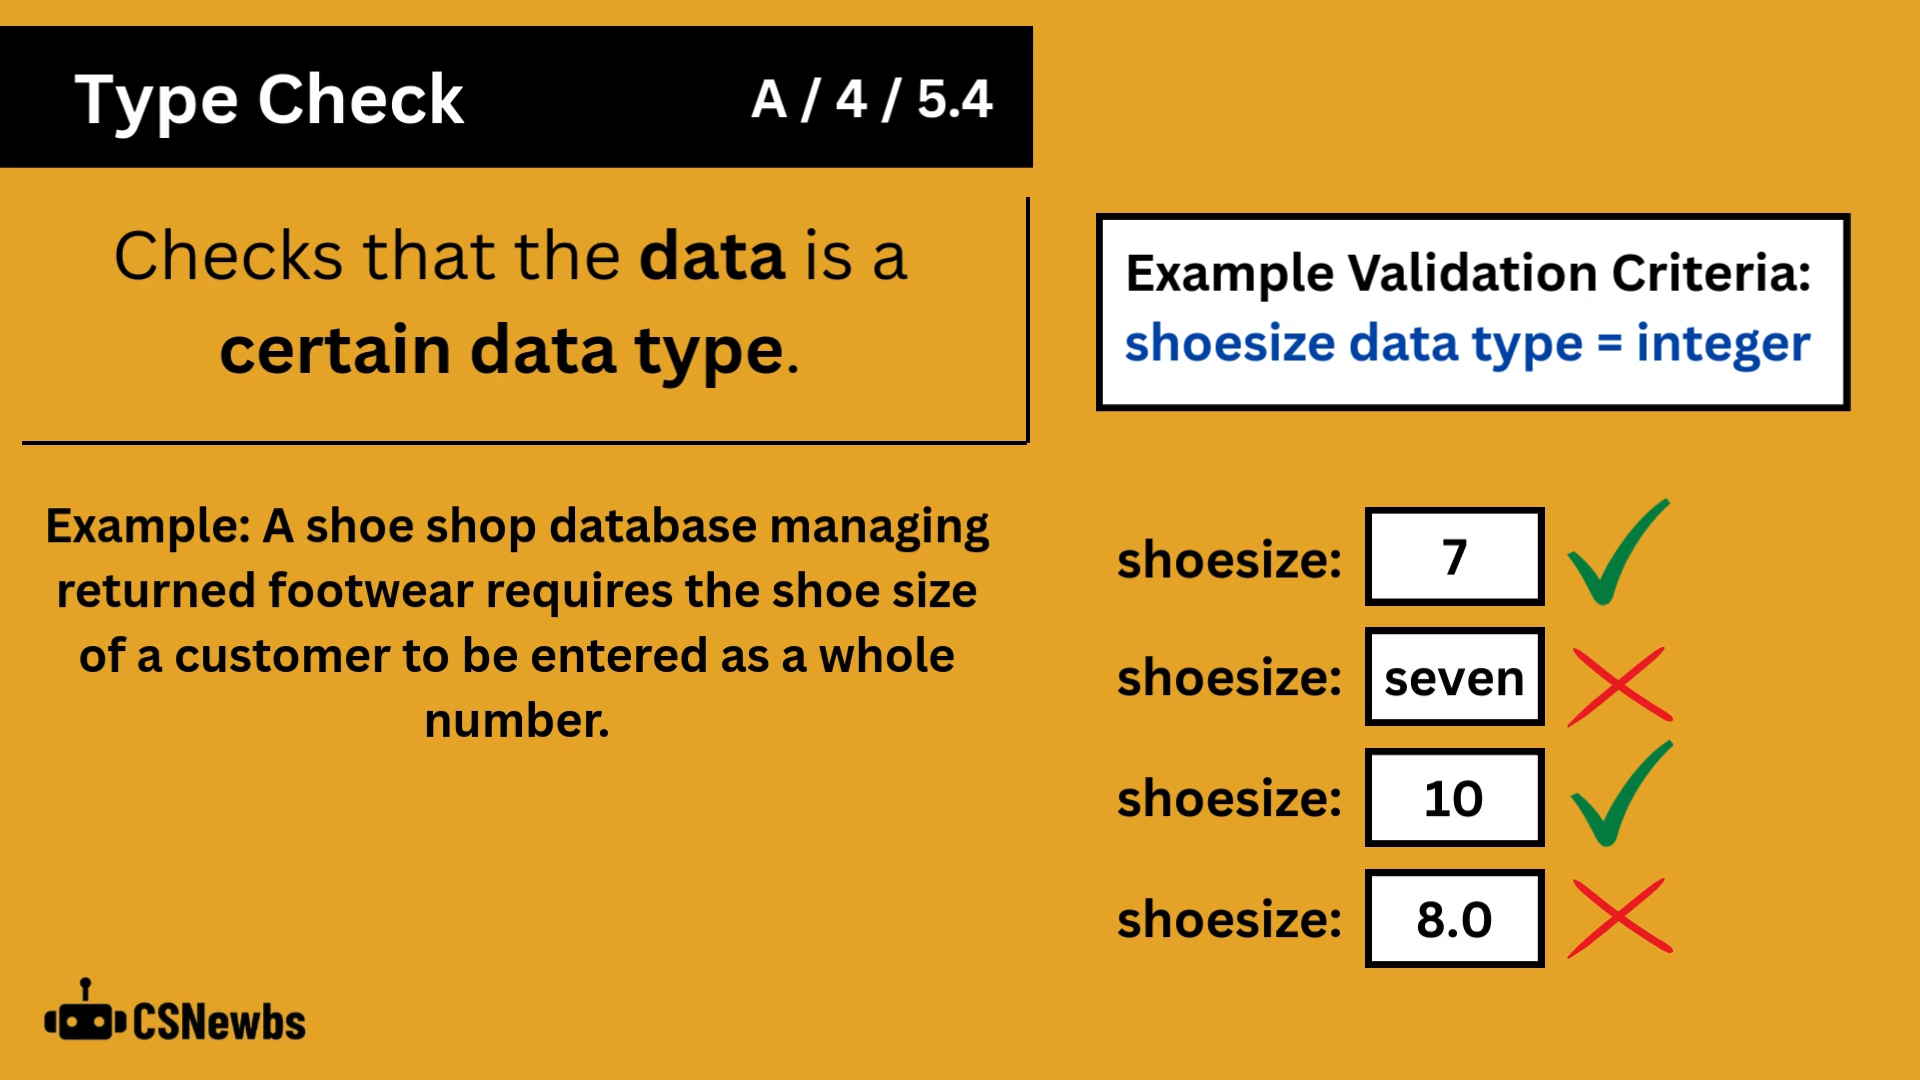 Type Check
A / 4 / 5.4
Checks that the data is a
certain data type.
Example: A shoe shop database managing
returned footwear requires the shoe size
of a customer to be entered as a whole
number.
Example Validation Criteria:
shoesize data type = integer
shoesize: 7
shoesize: seven
shoesize: 10
shoesize: 8.0
CSNewbs